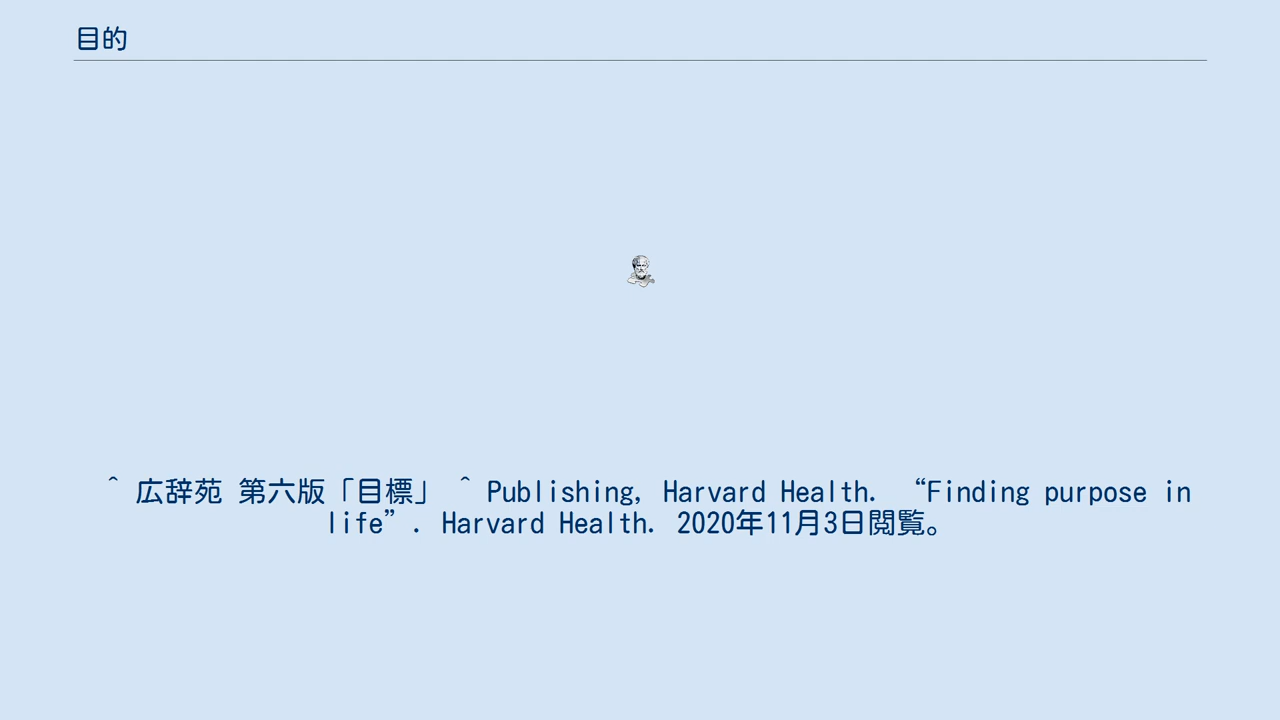 目的
^ 広辞苑 第六版「目標」 ^ Publishing, Harvard Health. “Finding purpose in
life”. Harvard Health. 2020年11月3日閲覧。